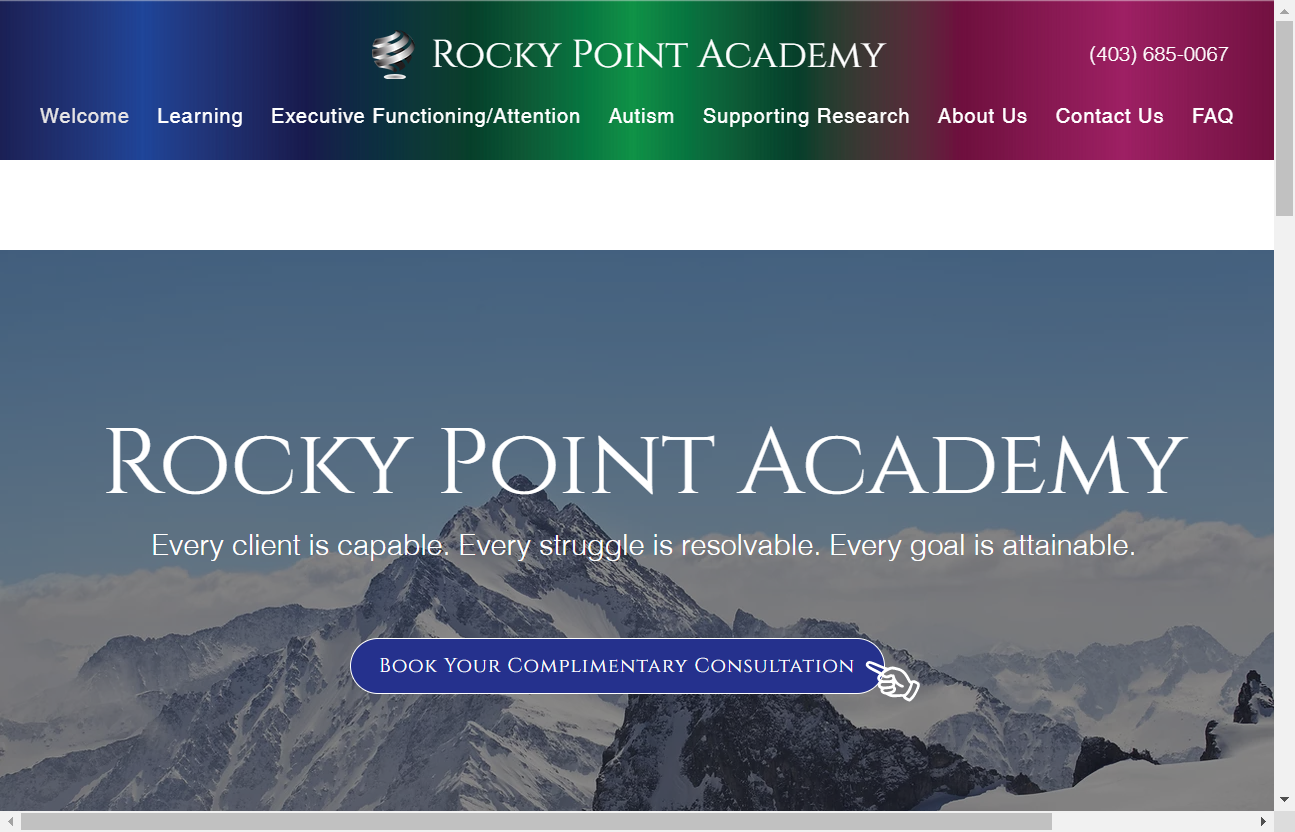 Rocky Point Academy
(403) 685-0067
Welcome Learning Executive Functioning/Attention Autism Supporting Research About Us Contact Us FAQ
Rocky Point Academy
Every client is capable. Every struggle is resolvable. Every goal is attainable.
Book Your Complimentary Consultation